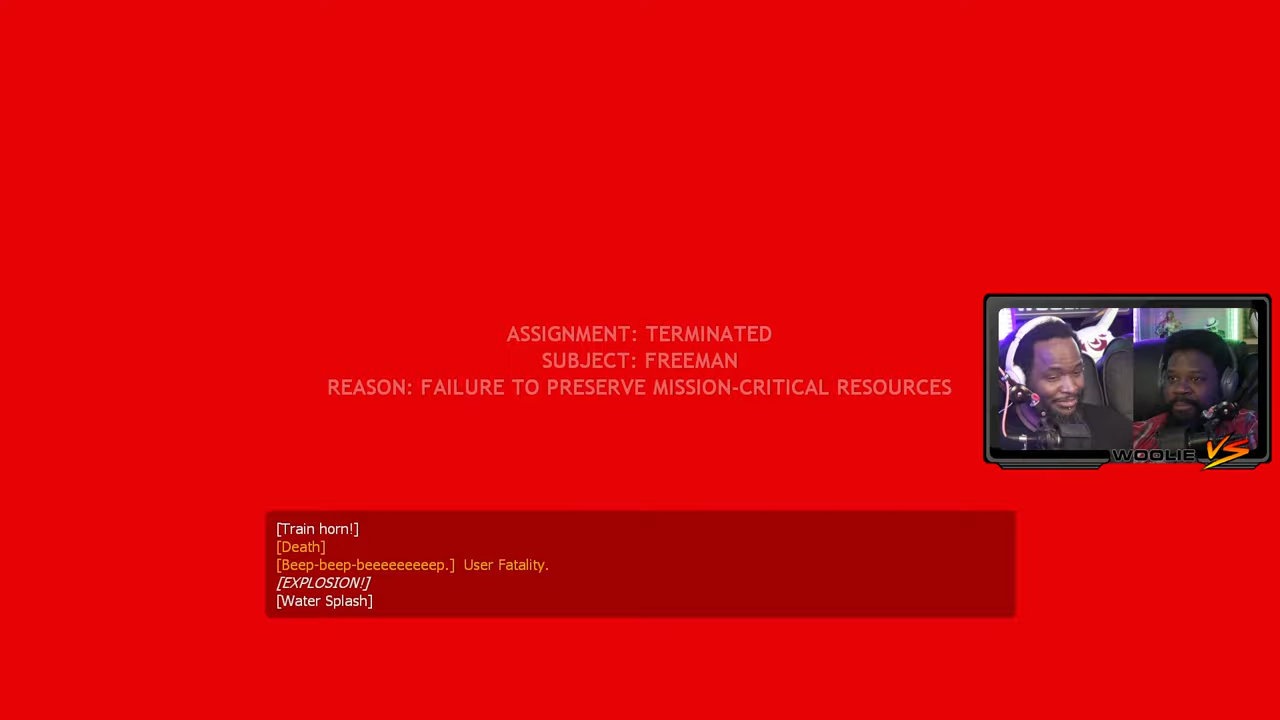 ASSIGNMENT: TERMINATED
SUBJECT: FREEMAN
REASON: FAILURE TO PRESERVE MISSION-CRITICAL RESOURCES
WOOLIE VS
[Train horn!]
[Death]
[Beep-beep-beeeeeeeeep.] User Fatality.
[EXPLOSION!]
[Water Splash]